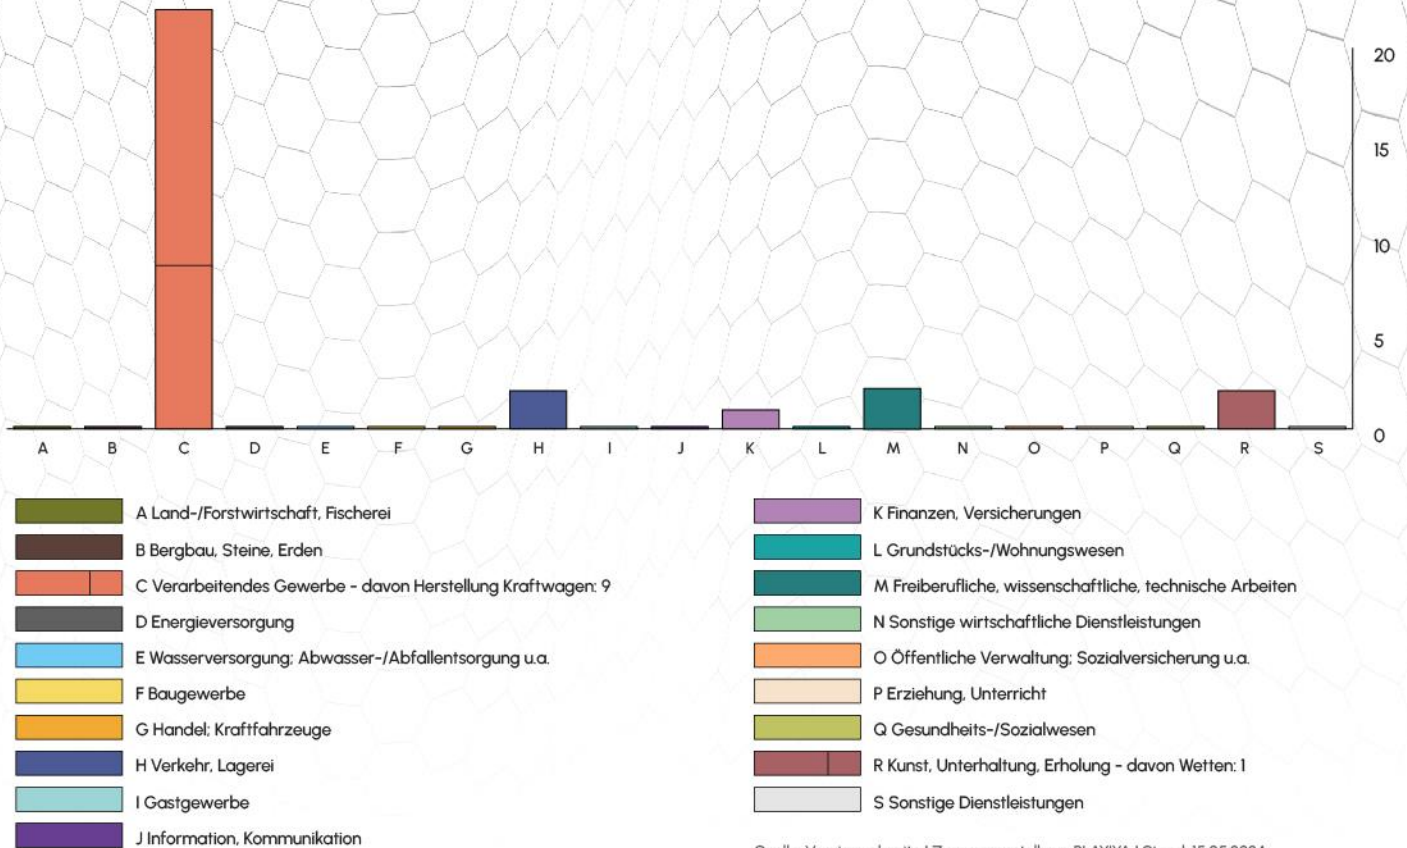 20
15
10
5
0
A B C D E F G H I J K L M N O P Q R S
A Land-/Forstwirtschaft, Fischerei
B Bergbau, Steine, Erden
C Verarbeitendes Gewerbe - davon Herstellung Kraftwagen: 9
D Energieversorgung
E Wasserversorgung; Abwasser-/Abfallentsorgung u.a.
F Baugewerbe
G Handel; Kraftfahrzeuge
H Verkehr, Lagerei
I Gastgewerbe
J Information, Kommunikation
K Finanzen, Versicherungen
L Grundstücks-/Wohnungswesen
M Freiberufliche, wissenschaftliche, technische Arbeiten
N Sonstige wirtschaftliche Dienstleistungen
O Öffentliche Verwaltung; Sozialversicherung u.a.
P Erziehung, Unterricht
Q Gesundheits-/Sozialwesen
R Kunst, Unterhaltung, Erholung - davon Wetten: 1
S Sonstige Dienstleistungen